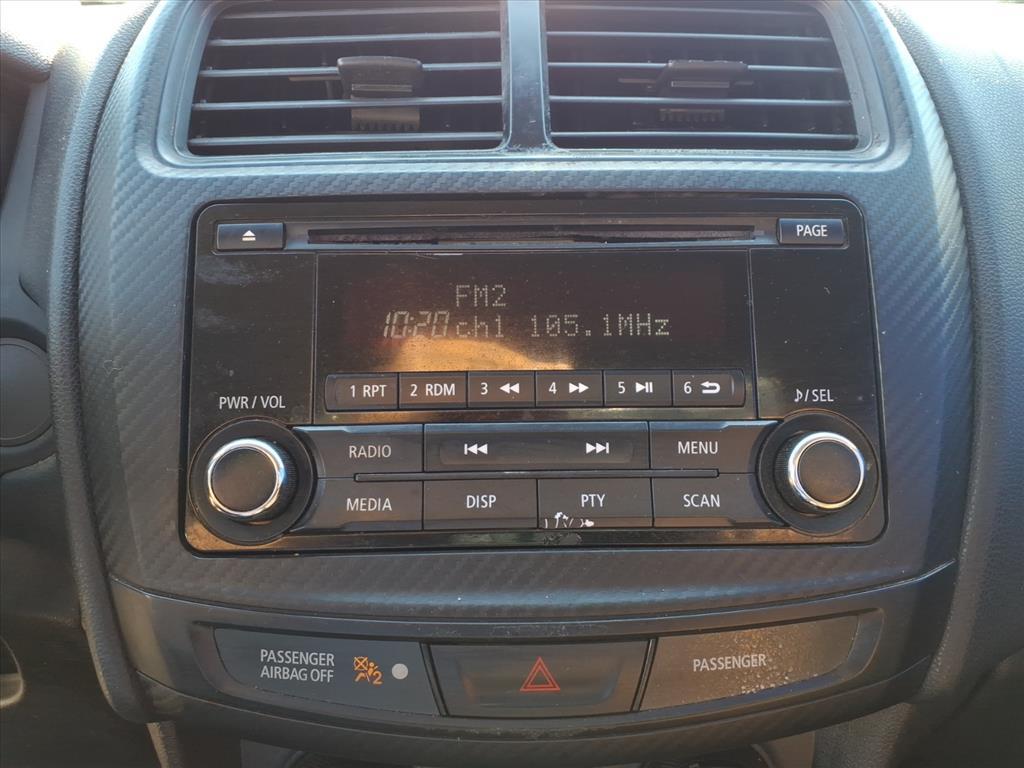 PAGE
FM2
10:20 ch1 105.1MHz
1 RPT 2 RDM 3 4 5 6
PWR / VOL
♪/SEL
RADIO
MENU
MEDIA DISP PTY SCAN
PASSENGER
AIRBAG OFF
2
PASSENGER